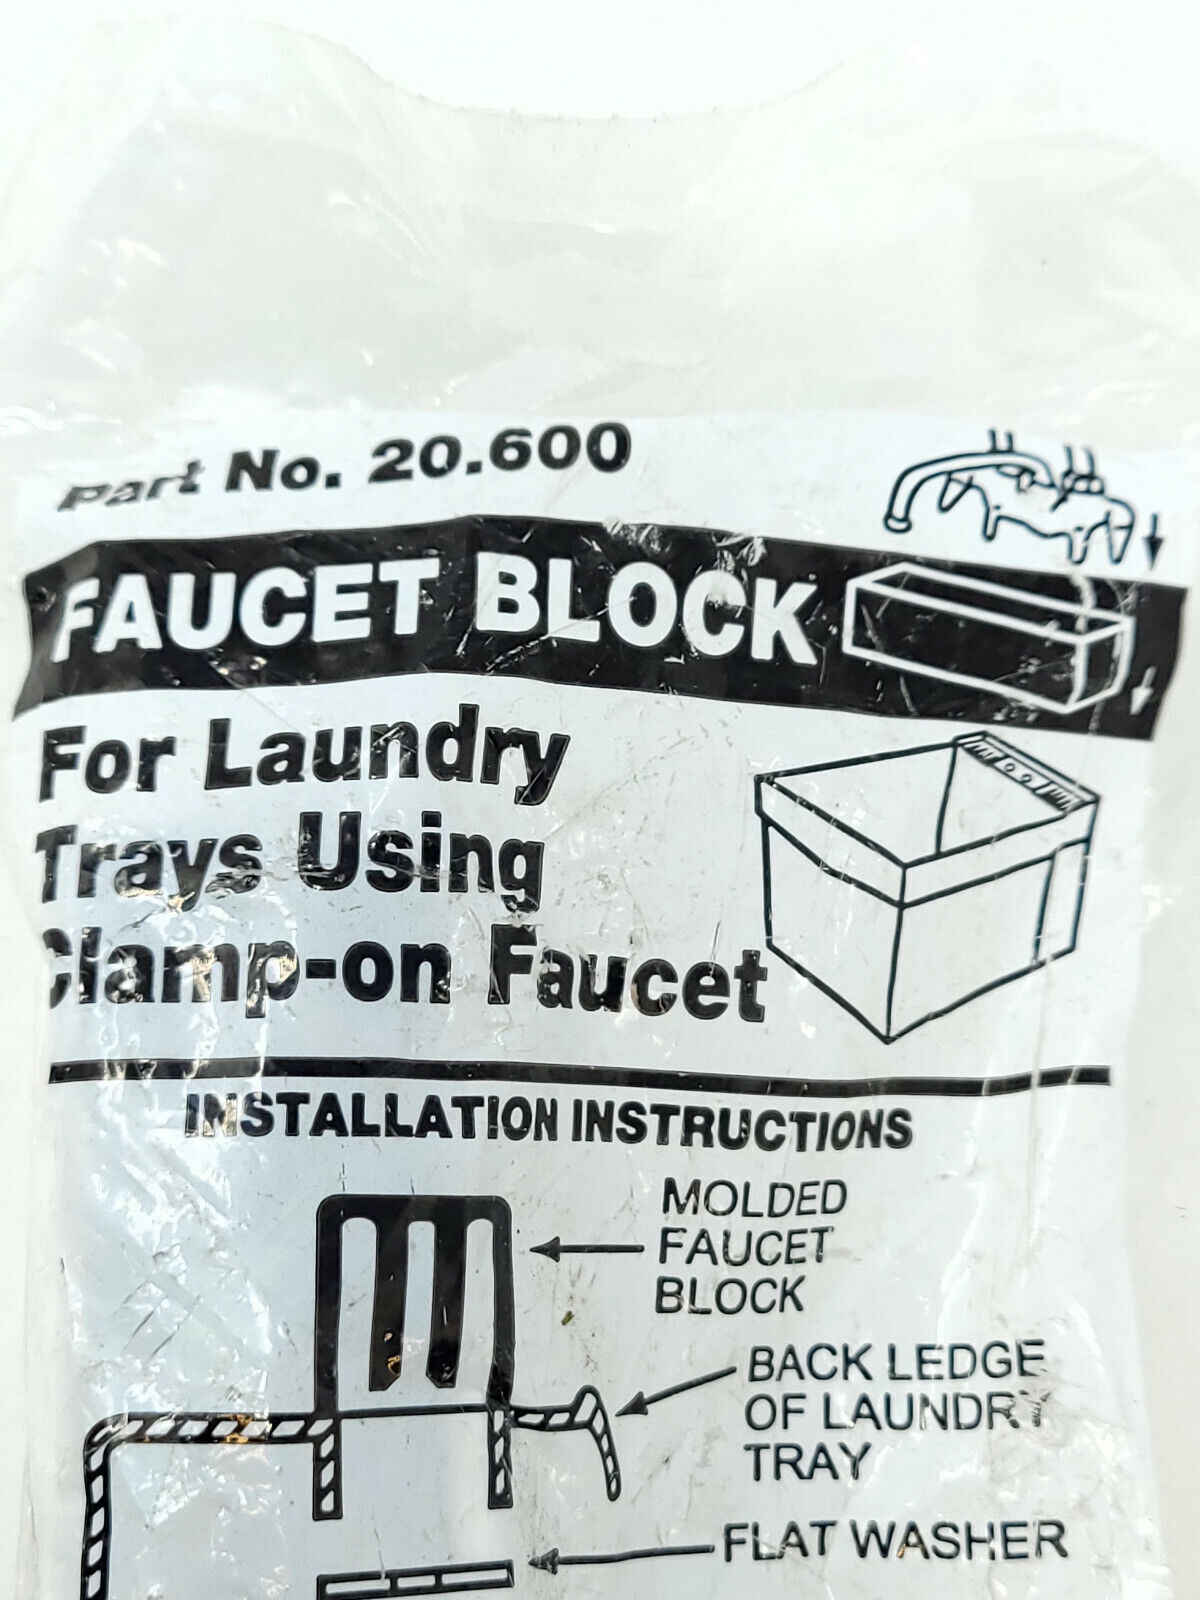 Part No. 20.600
FAUCET BLOCK
For Laundry
Trays Using
Clamp-on Faucet
INSTALLATION INSTRUCTIONS
MOLDED
FAUCET
BLOCK
BACK LEDGE
OF LAUNDRY
TRAY
FLAT WASHER